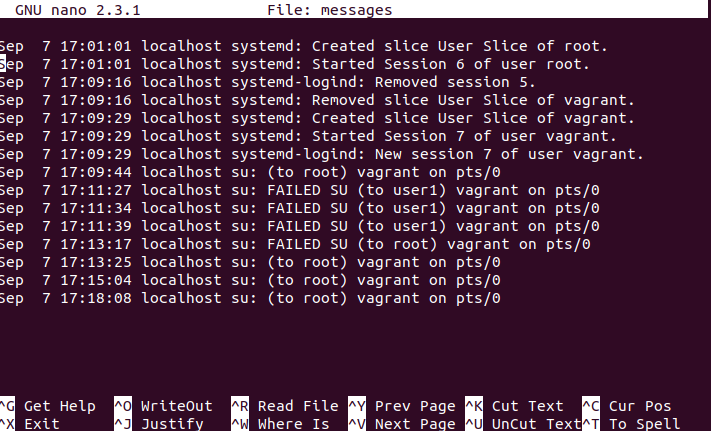 GNU nano 2.3.1 File: messages
Sep  7 17:01:01 localhost systemd: Created slice User Slice of root.
Sep  7 17:01:01 localhost systemd: Started Session 6 of user root.
Sep  7 17:09:16 localhost systemd-logind: Removed session 5.
Sep  7 17:09:16 localhost systemd: Removed slice User Slice of vagrant.
Sep  7 17:09:29 localhost systemd: Created slice User Slice of vagrant.
Sep  7 17:09:29 localhost systemd: Started Session 7 of user vagrant.
Sep  7 17:09:29 localhost systemd-logind: New session 7 of user vagrant.
Sep  7 17:09:44 localhost su: (to root) vagrant on pts/0
Sep  7 17:11:27 localhost su: FAILED SU (to user1) vagrant on pts/0
Sep  7 17:11:34 localhost su: FAILED SU (to user1) vagrant on pts/0
Sep  7 17:11:39 localhost su: FAILED SU (to user1) vagrant on pts/0
Sep  7 17:13:17 localhost su: FAILED SU (to root) vagrant on pts/0
Sep  7 17:13:25 localhost su: (to root) vagrant on pts/0
Sep  7 17:15:04 localhost su: (to root) vagrant on pts/0
Sep  7 17:18:08 localhost su: (to root) vagrant on pts/0
^G Get Help ^O WriteOut ^R Read File ^Y Prev Page ^K Cut Text ^C Cur Pos
^X Exit ^J Justify ^W Where Is ^V Next Page ^U UnCut Text ^T To Spell